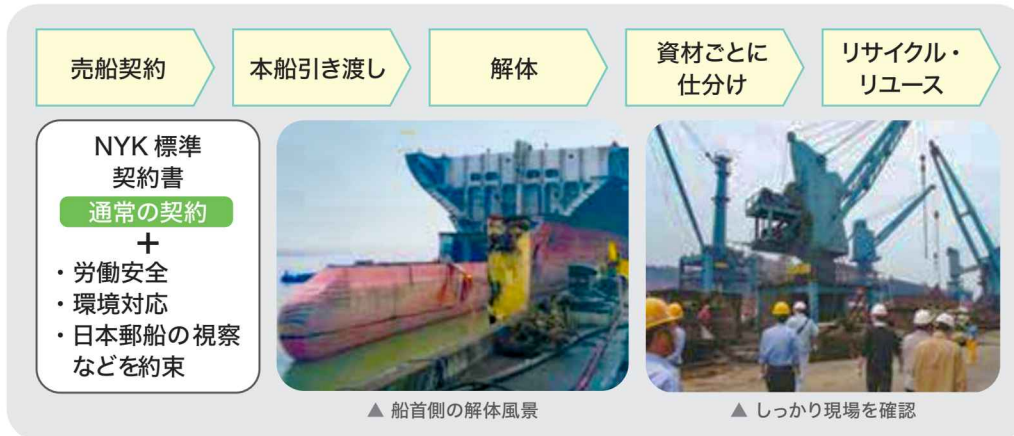 売船契約
本船引き渡し
解体
資材ごとに
仕分け
リサイクル・
リユース
NYK 標準
契約書
通常の契約
+
・労働安全
・環境対応
・日本郵船の視察
などを約束
▲ 船首側の解体風景
▲ しっかり現場を確認